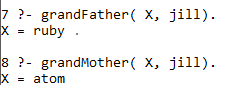 7 ?- grandFather( X, jill).
X = ruby .
8 ?- grandMother( X, jill).
X = atom